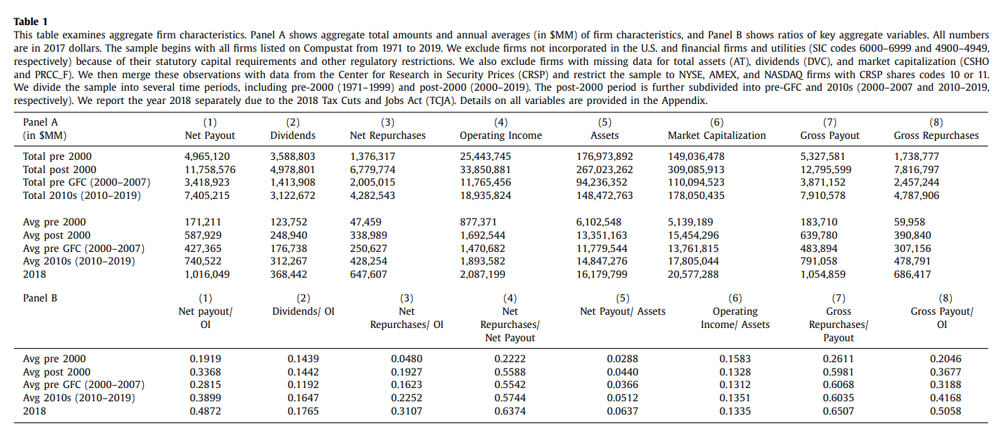 Table 1
This table examines aggregate firm characteristics. Panel A shows aggregate total amounts and annual averages (in $MM) of firm characteristics, and Panel B shows ratios of key aggregate variables. All numbers
are in 2017 dollars. The sample begins with all firms listed on Compustat from 1971 to 2019. We exclude firms not incorporated in the U.S. and financial firms and utilities (SIC codes 6000–6999 and 4900–4949,
respectively) because of their statutory capital requirements and other regulatory restrictions. We also exclude firms with missing data for total assets (AT), dividends (DVC), and market capitalization (CSHO
and PRCC_F). We then merge these observations with data from the Center for Research in Security Prices (CRSP) and restrict the sample to NYSE, AMEX, and NASDAQ firms with CRSP shares codes 10 or 11.
We divide the sample into several time periods, including pre-2000 (1971–1999) and post-2000 (2000–2019). The post-2000 period is further subdivided into pre-GFC and 2010s (2000–2007 and 2010–2019,
respectively). We report the year 2018 separately due to the 2018 Tax Cuts and Jobs Act (TCJA). Details on all variables are provided in the Appendix.
Panel A (1) (2) (3) (4) (5) (6) (7) (8)
(in $MM) Net Payout Dividends Net Repurchases Operating Income Assets Market Capitalization Gross Payout Gross Repurchases
Total pre 2000 4,965,120 3,588,803 1,376,317 25,443,745 176,973,892 149,036,478 5,327,581 1,738,777
Total post 2000 11,758,576 4,978,801 6,779,774 33,850,881 267,023,262 309,085,913 12,795,599 7,816,797
Total pre GFC (2000–2007) 3,418,923 1,413,908 2,005,015 11,765,456 94,236,352 110,094,523 3,871,152 2,457,244
Total 2010s (2010–2019) 7,405,215 3,122,672 4,282,543 18,935,824 148,472,763 178,050,435 7,910,578 4,787,906
Avg pre 2000 171,211 123,752 47,459 877,371 6,102,548 5,139,189 183,710 59,958
Avg post 2000 587,929 248,940 338,989 1,692,544 13,351,163 15,454,296 639,780 390,840
Avg pre GFC (2000–2007) 427,365 176,738 250,627 1,470,682 11,779,544 13,761,815 483,894 307,156
Avg 2010s (2010–2019) 740,522 312,267 428,254 1,893,582 14,847,276 17,805,044 791,058 478,791
2018 1,016,049 368,442 647,607 2,087,199 16,179,799 20,577,288 1,054,859 686,417
Panel B (1) (2) (3) (4) (5) (6) (7) (8)
Net payout/ Dividends/ OI Net Net Net Payout/ Assets Operating Gross Gross Payout/
OI Repurchases/ OI Repurchases/ Income/ Assets Repurchases/ OI
Net Payout Payout
Avg pre 2000 0.1919 0.1439 0.0480 0.2222 0.0288 0.1583 0.2611 0.2046
Avg post 2000 0.3368 0.1442 0.1927 0.5588 0.0440 0.1328 0.5981 0.3677
Avg pre GFC (2000–2007) 0.2815 0.1192 0.1623 0.5542 0.0366 0.1312 0.6068 0.3188
Avg 2010s (2010–2019) 0.3899 0.1647 0.2252 0.5744 0.0512 0.1351 0.6035 0.4168
2018 0.4872 0.1765 0.3107 0.6374 0.0637 0.1335 0.6507 0.5058